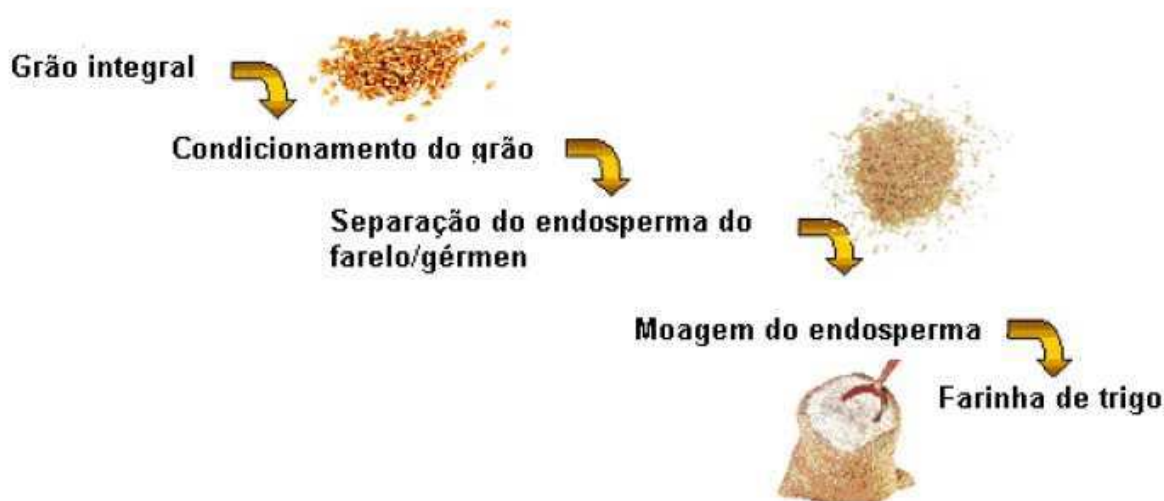 Grão integral
Condicionamento do grão
Separação do endosperma do
farelo/gérmen
Moagem do endosperma
Farinha de trigo